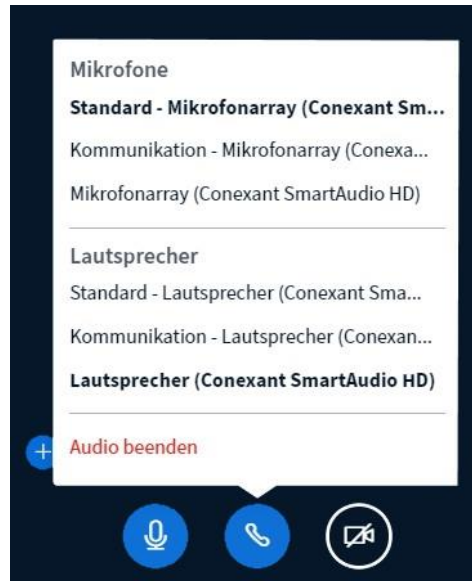 Mikrofone
Standard - Mikrofonarray (Conexant Sm...
Kommunikation - Mikrofonarray (Conexa...
Mikrofonarray (Conexant SmartAudio HD)
Lautsprecher
Standard - Lautsprecher (Conexant Sma...
Kommunikation - Lautsprecher (Conexan...
Lautsprecher (Conexant SmartAudio HD)
Audio beenden